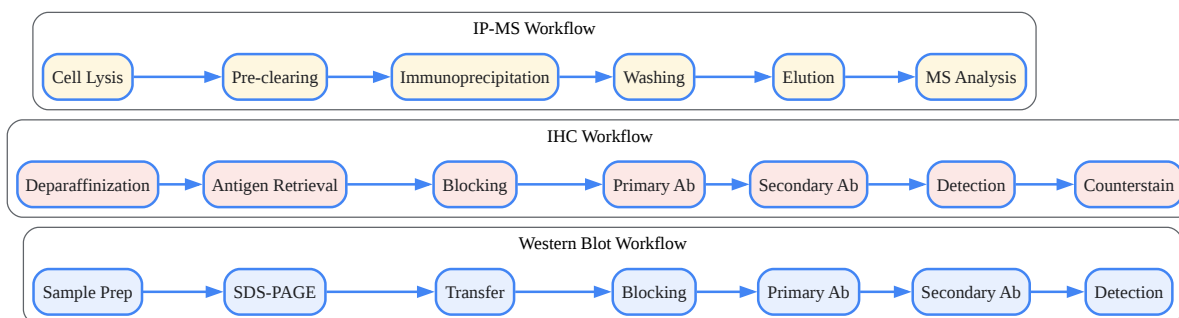 IP-MS Workflow
Cell Lysis Pre-clearing Immunoprecipitation Washing Elution MS Analysis
IHC Workflow
Deparaffinization Antigen Retrieval Blocking Primary Ab Secondary Ab Detection Counterstain
Western Blot Workflow
Sample Prep SDS-PAGE Transfer Blocking Primary Ab Secondary Ab Detection